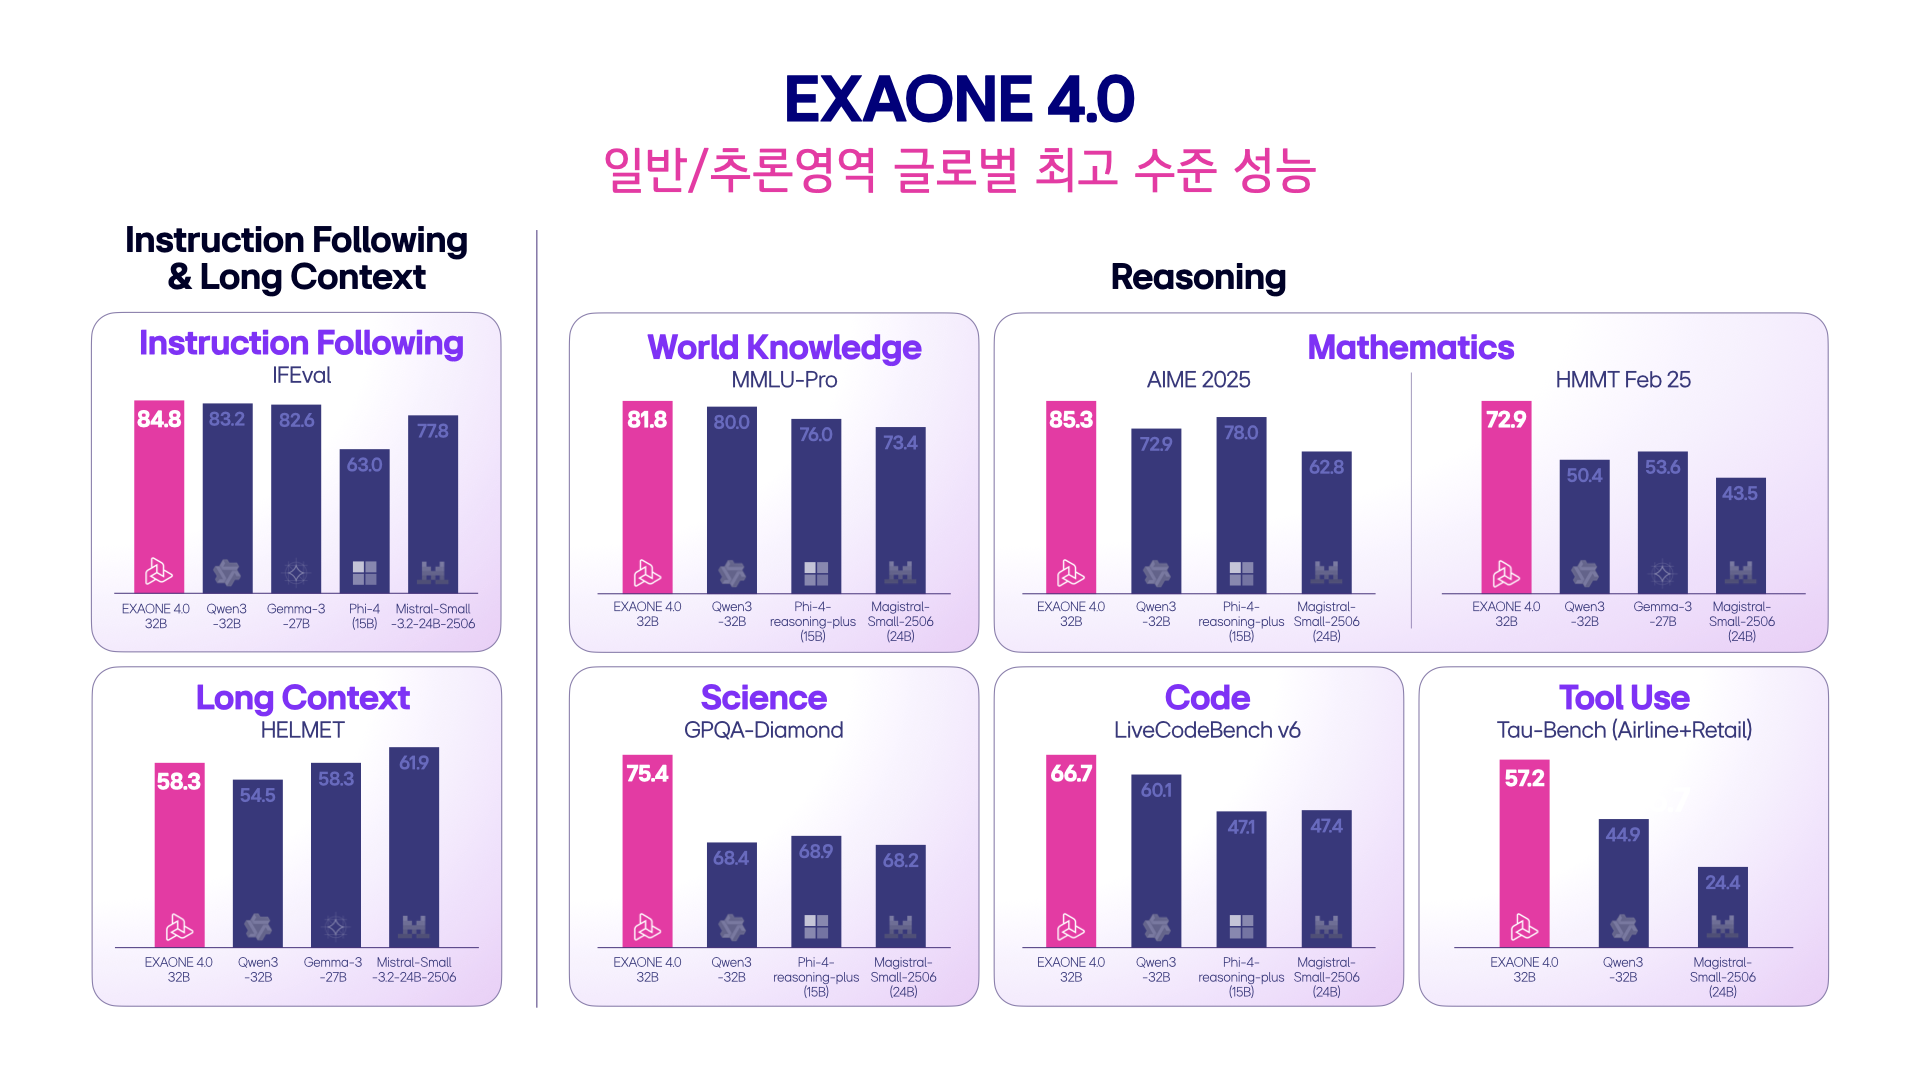 EXAONE 4.0
일반/추론영역 글로벌 최고 수준 성능
Instruction Following
& Long Context
Instruction Following
IFEval
84.8
83.2
82.6
63.0
77.8
EXAONE 4.0
32B
Qwen3
-32B
Gemma-3
-27B
Phi-4
(15B)
Mistral-Small
-3.2-24B-2506
Long Context
HELMET
58.3
54.5
58.3
61.9
EXAONE 4.0
32B
Qwen3
-32B
Gemma-3
-27B
Mistral-Small
-3.2-24B-2506
Reasoning
World Knowledge
MMLU-Pro
81.8
80.0
76.0
73.4
EXAONE 4.0
32B
Qwen3
-32B
Phi-4-
reasoning-plus
(15B)
Magistral-
Small-2506
(24B)
Mathematics
AIME 2025
85.3
72.9
78.0
62.8
EXAONE 4.0
32B
Qwen3
-32B
Phi-4-
reasoning-plus
(15B)
Magistral-
Small-2506
(24B)
HMMT Feb 25
72.9
50.4
53.6
43.5
EXAONE 4.0
32B
Qwen3
-32B
Gemma-3
-27B
Magistral-
Small-2506
(24B)
Science
GPQA-Diamond
75.4
68.4
68.9
68.2
EXAONE 4.0
32B
Qwen3
-32B
Phi-4-
reasoning-plus
(15B)
Magistral-
Small-2506
(24B)
Code
LiveCodeBench v6
66.7
60.1
47.1
47.4
EXAONE 4.0
32B
Qwen3
-32B
Phi-4-
reasoning-plus
(15B)
Magistral-
Small-2506
(24B)
Tool Use
Tau-Bench (Airline+Retail)
57.2
44.9
24.4
EXAONE 4.0
32B
Qwen3
-32B
Magistral-
Small-2506
(24B)